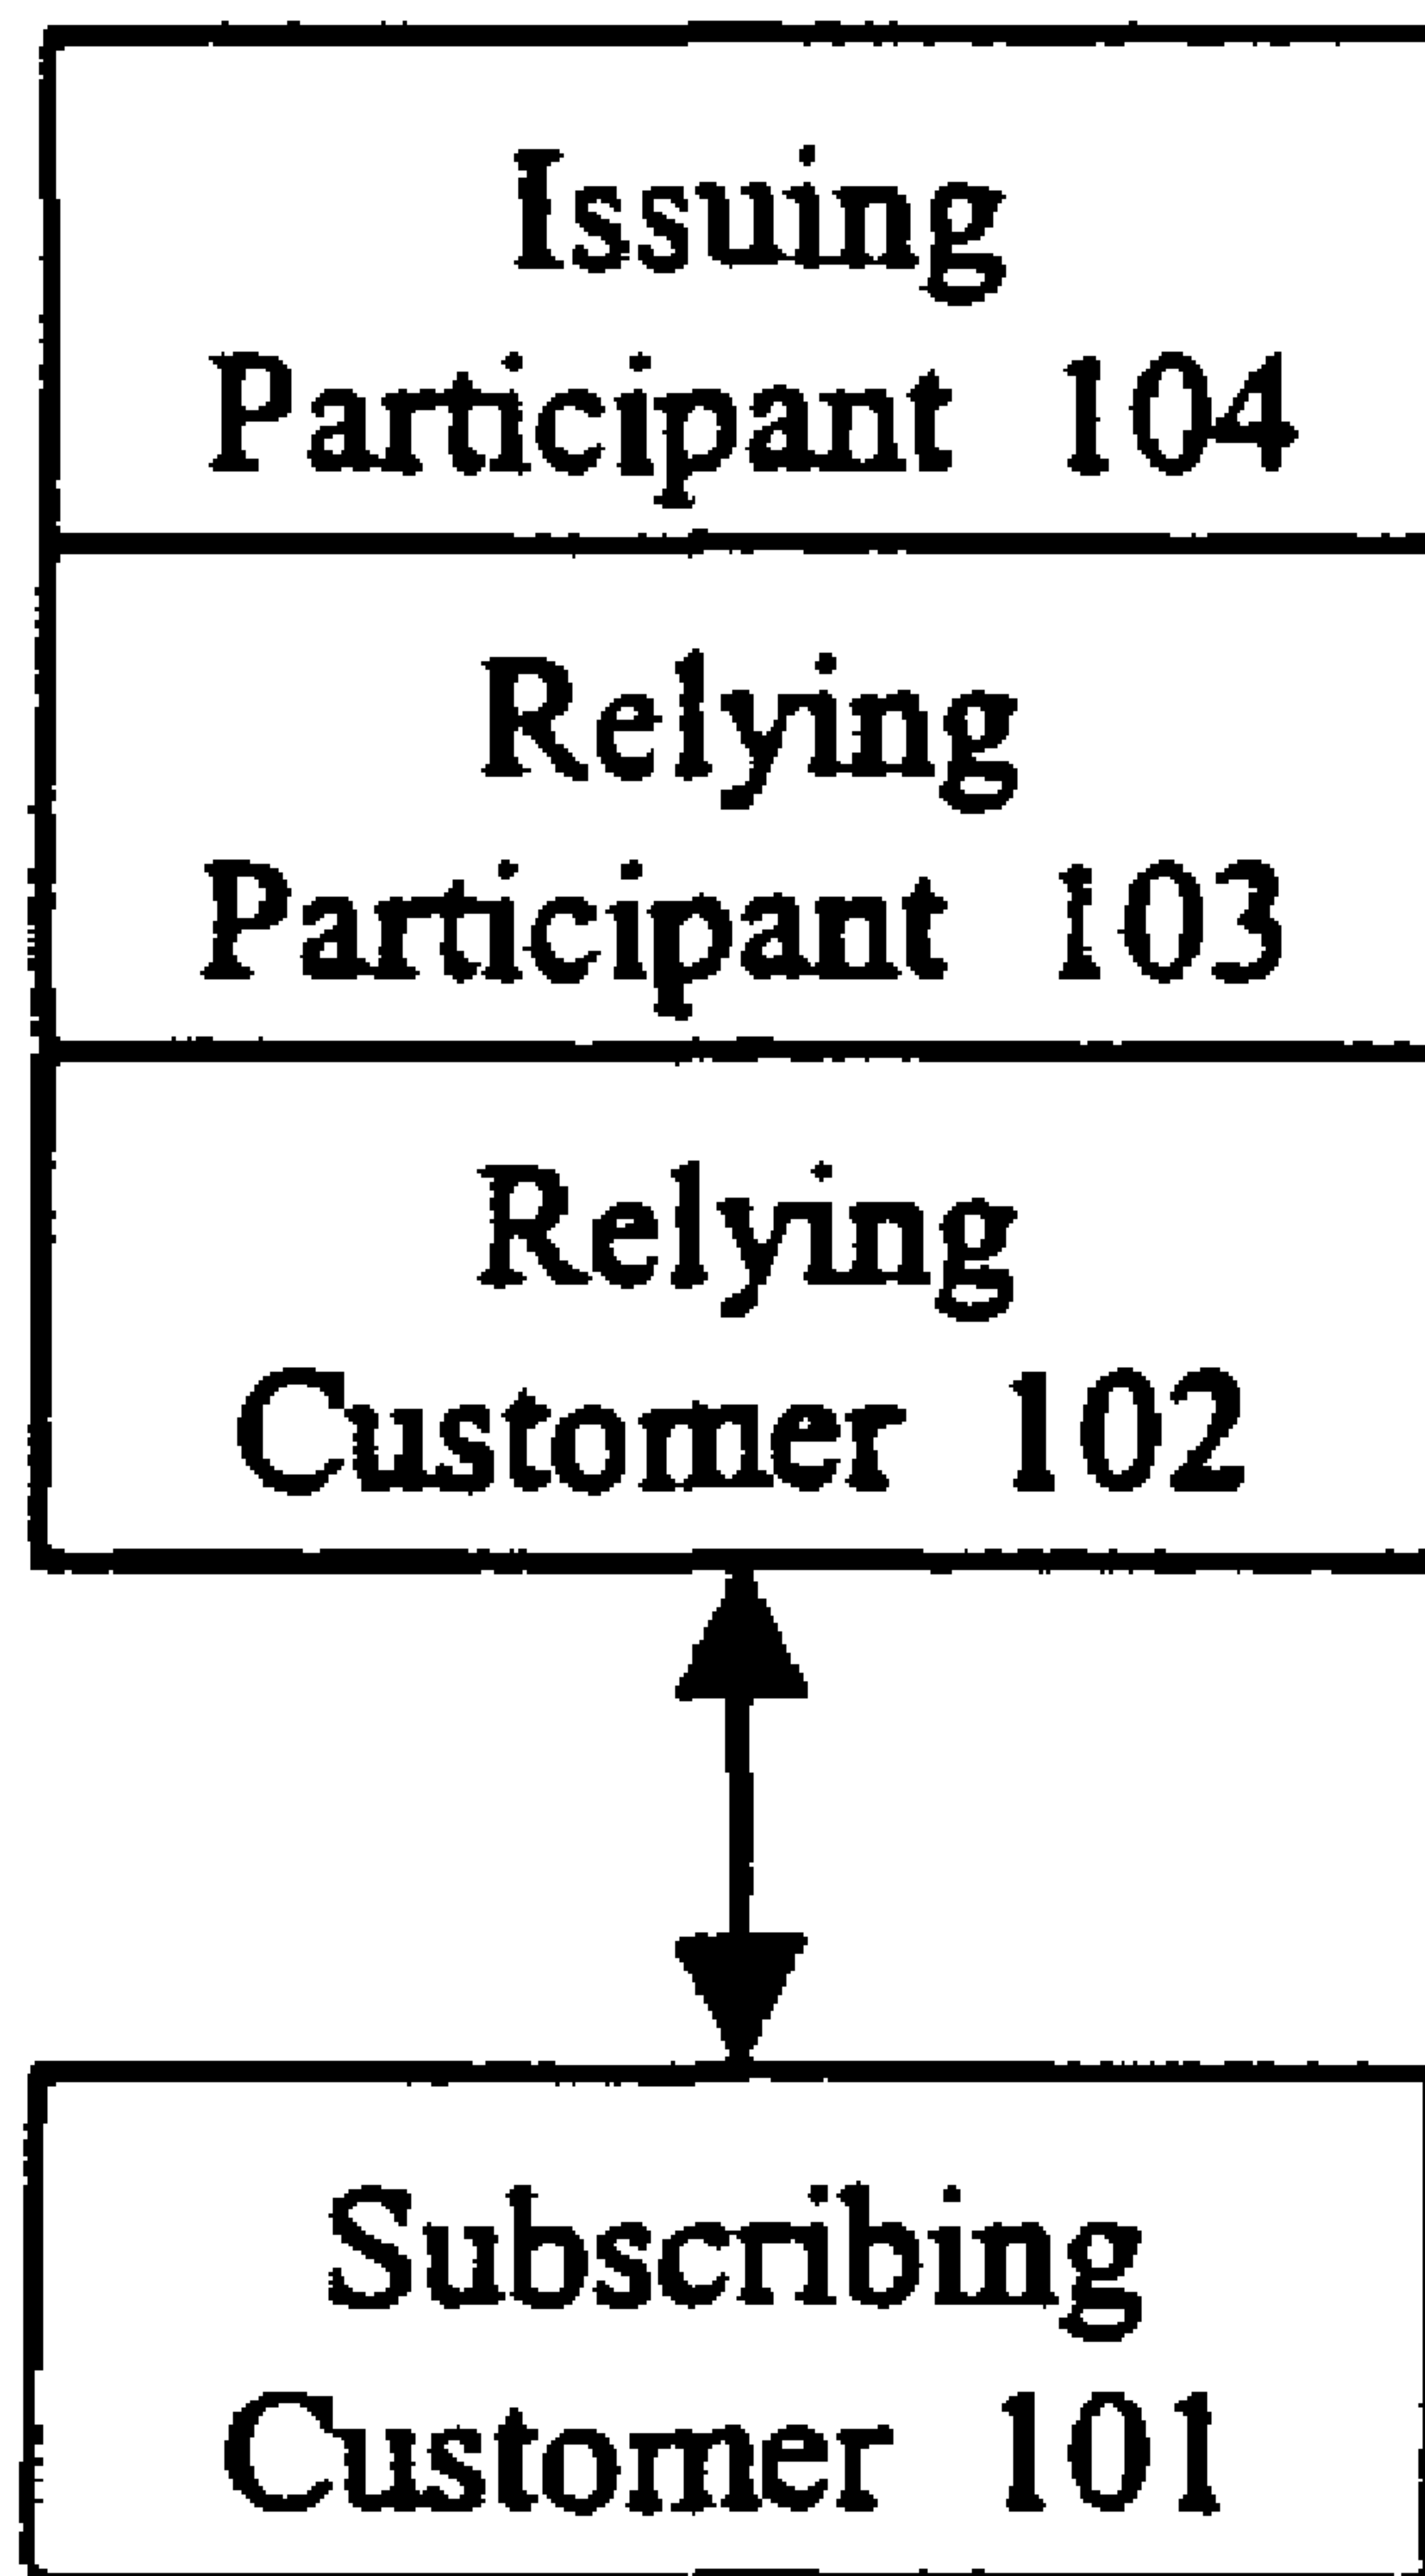 Issuing
Participant 104
Relying
Participant 103
Relying
Customer 102
Subscribing
Customer 101